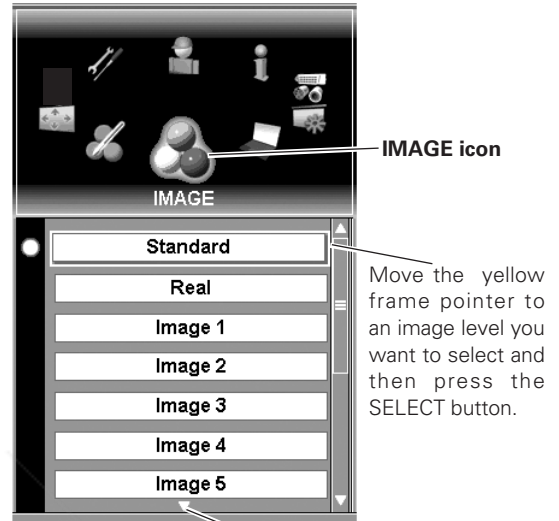 IMAGE icon
IMAGE
Standard
Real
Image 1
Image 2
Image 3
Image 4
Image 5
Move the yellow
frame pointer to
an image level you
want to select and
then press the
SELECT button.